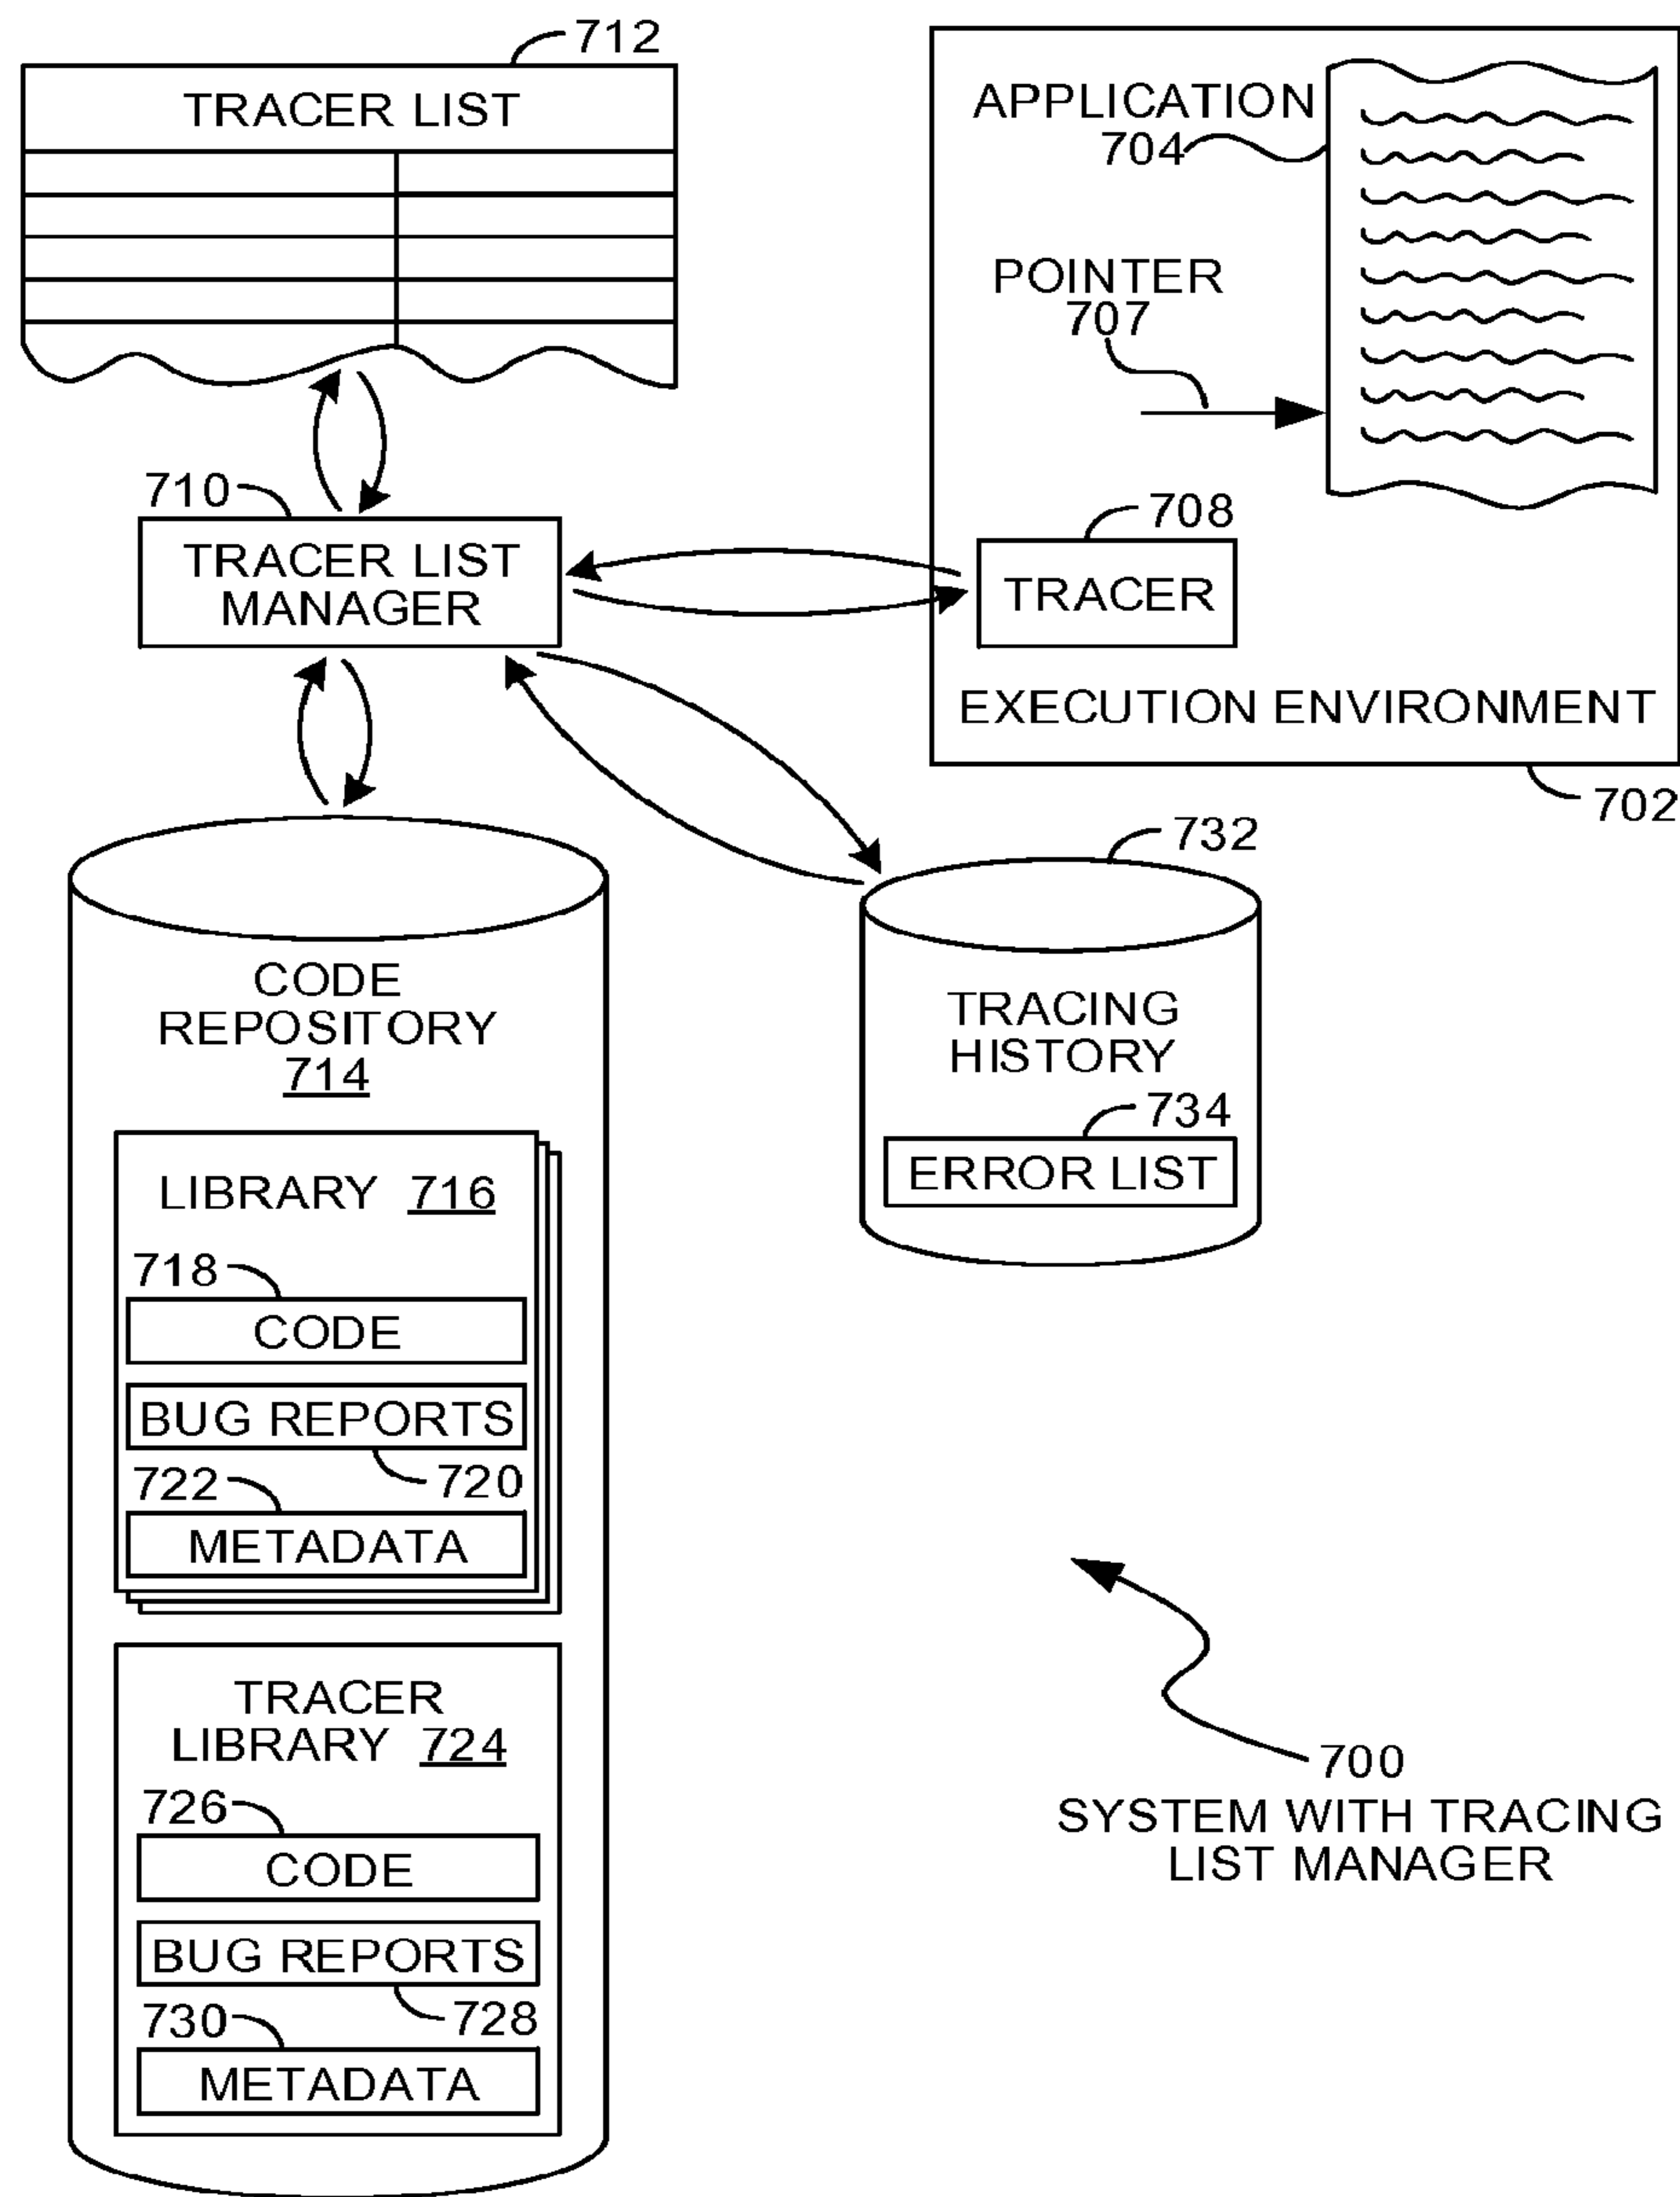 712
TRACER LIST
APPLICATION
704
POINTER
707
710
TRACER LIST
MANAGER
708
TRACER
EXECUTION ENVIRONMENT
702
732
CODE
REPOSITORY
714
TRACING
HISTORY
734
ERROR LIST
LIBRARY 716
718
CODE
BUG REPORTS
720
722
METADATA
TRACER
LIBRARY 724
726
CODE
BUG REPORTS
728
730
METADATA
700
SYSTEM WITH TRACING
LIST MANAGER